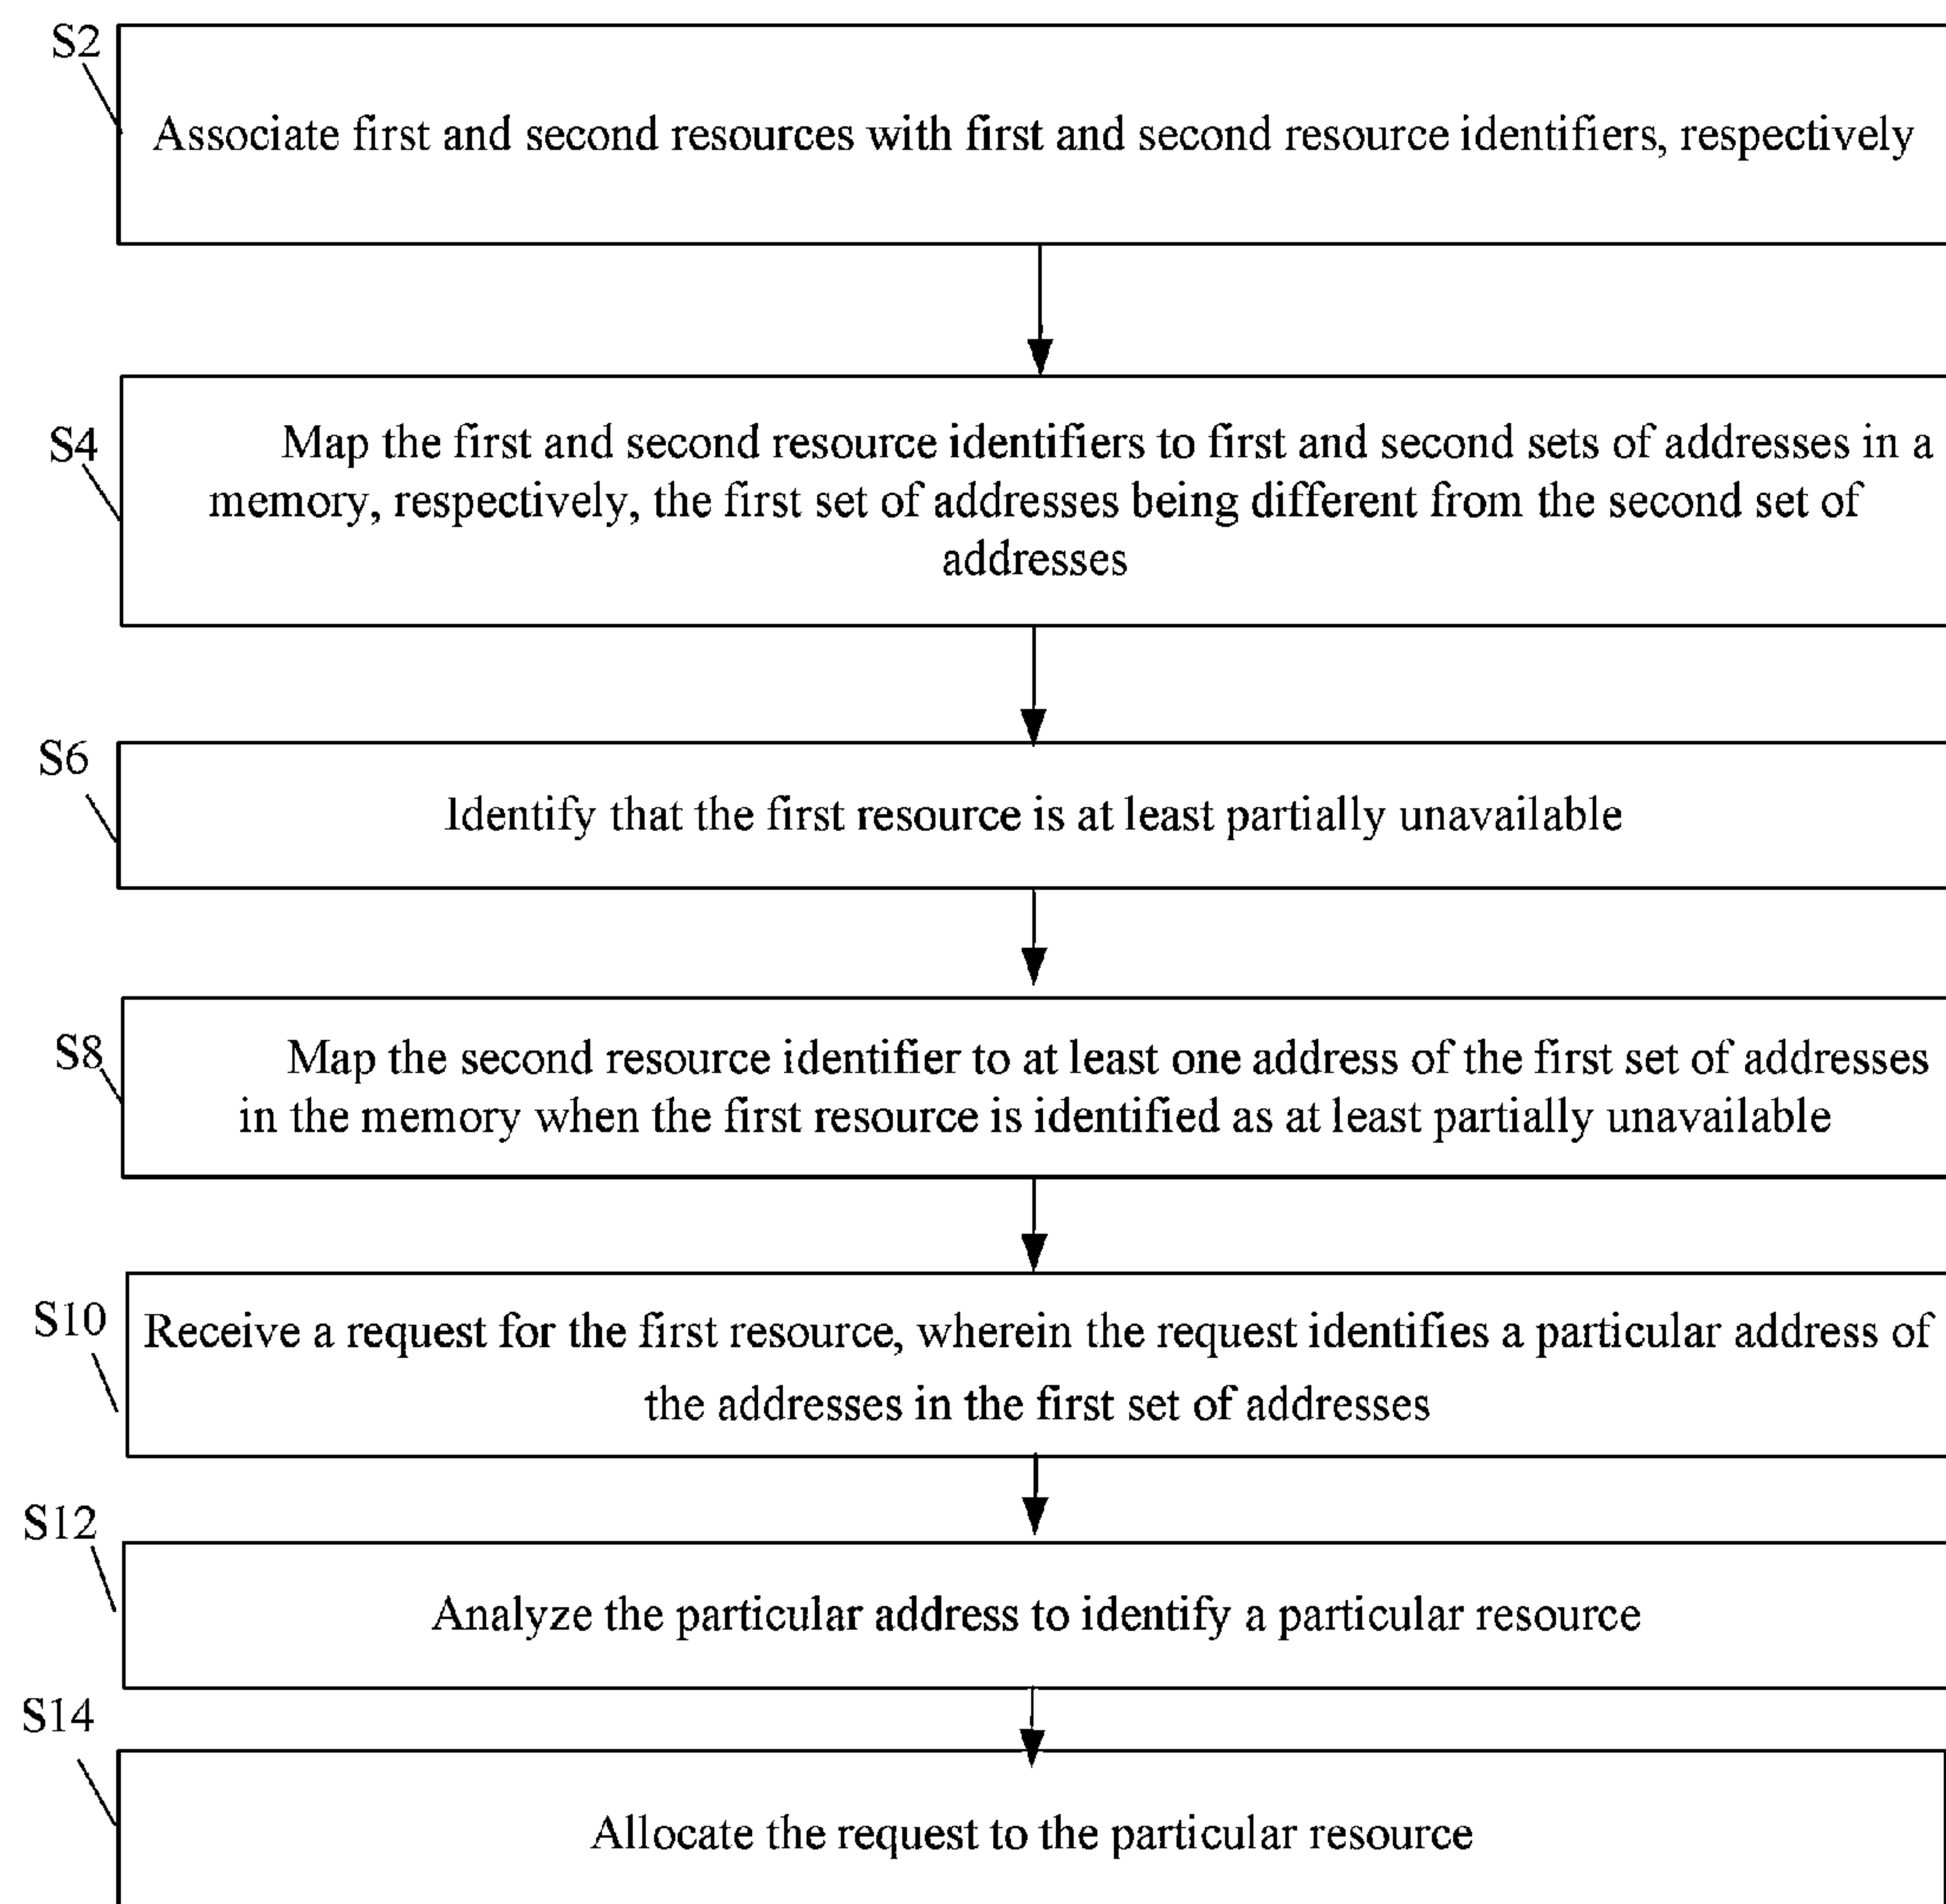 S2
Associate first and second resources with first and second resource identifiers, respectively
S4
Map the first and second resource identifiers to first and second sets of addresses in a
memory, respectively, the first set of addresses being different from the second set of
addresses
S6
Identify that the first resource is at least partially unavailable
S8
Map the second resource identifier to at least one address of the first set of addresses
in the memory when the first resource is identified as at least partially unavailable
S10
Receive a request for the first resource, wherein the request identifies a particular address of
the addresses in the first set of addresses
S12
Analyze the particular address to identify a particular resource
S14
Allocate the request to the particular resource